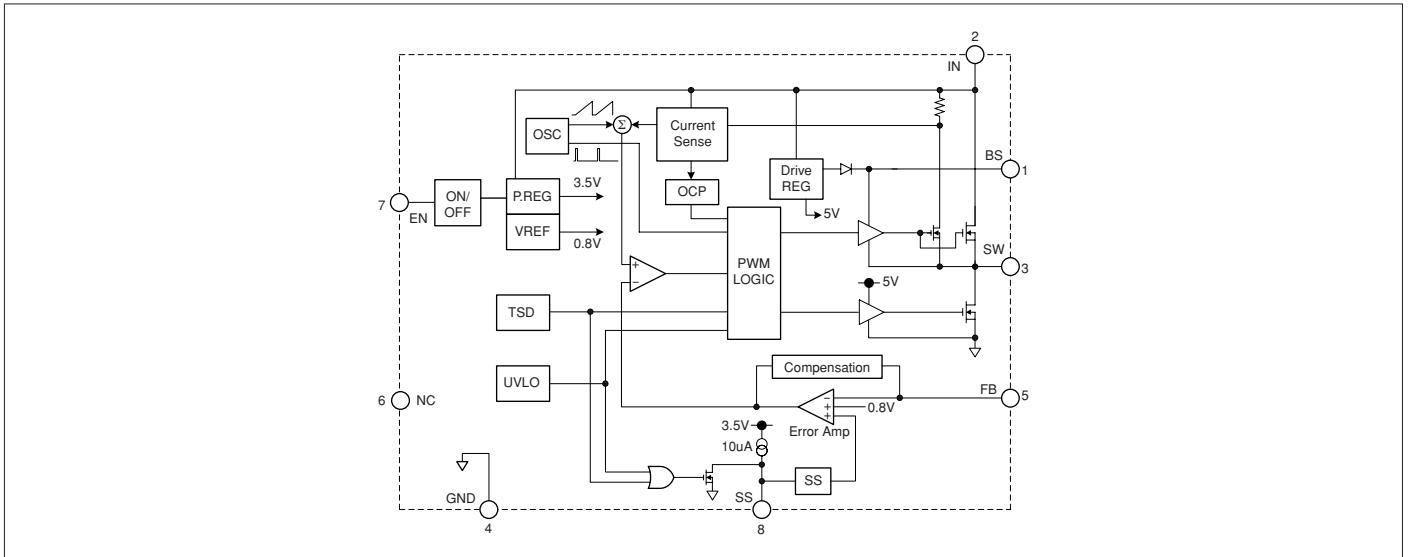 2
IN
OSC
Σ
Current
Sense
BS
1
Drive
REG
5V
OCP
7
EN
ON/
OFF
P.REG
3.5V
VREF
0.8V
PWM
LOGIC
SW
3
+
−
5V
TSD
UVLO
Compensation
FB
5
6
NC
−
+
+
0.8V
Error Amp
3.5V
10uA
SS
GND
4
SS
8